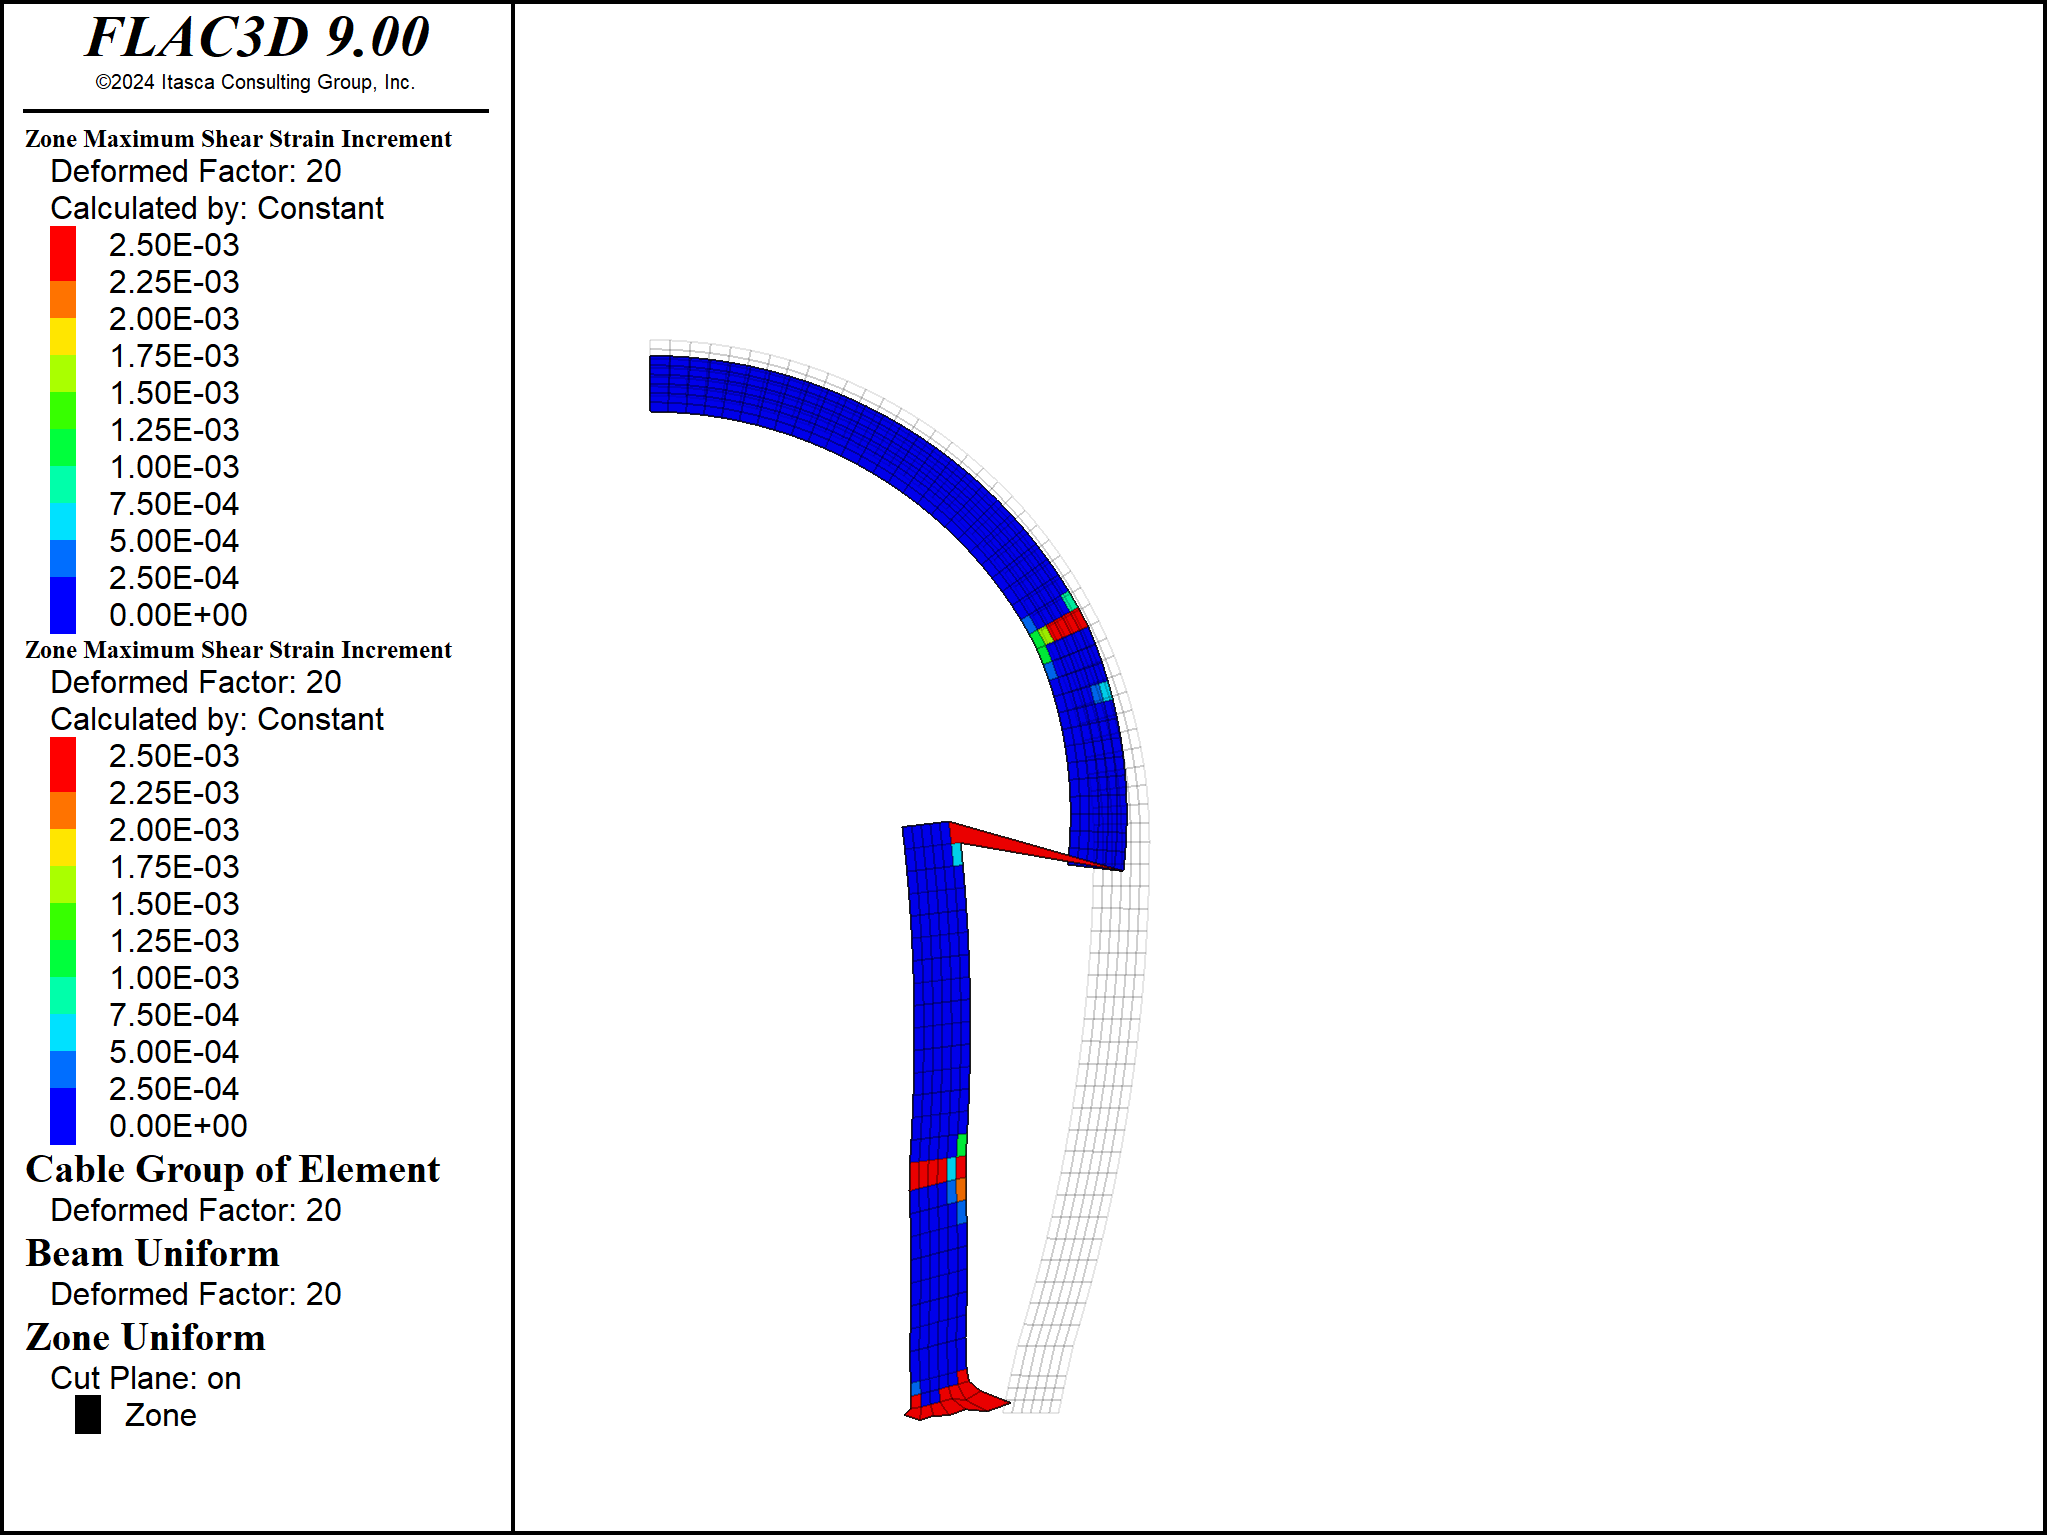 FLAC3D 9.00
©2024 Itasca Consulting Group, Inc.
Zone Maximum Shear Strain Increment
Deformed Factor: 20
Calculated by: Constant
2.50E-03
2.25E-03
2.00E-03
1.75E-03
1.50E-03
1.25E-03
1.00E-03
7.50E-04
5.00E-04
2.50E-04
0.00E+00
Zone Maximum Shear Strain Increment
Deformed Factor: 20
Calculated by: Constant
2.50E-03
2.25E-03
2.00E-03
1.75E-03
1.50E-03
1.25E-03
1.00E-03
7.50E-04
5.00E-04
2.50E-04
0.00E+00
Cable Group of Element
Deformed Factor: 20
Beam Uniform
Deformed Factor: 20
Zone Uniform
Cut Plane: on
Zone